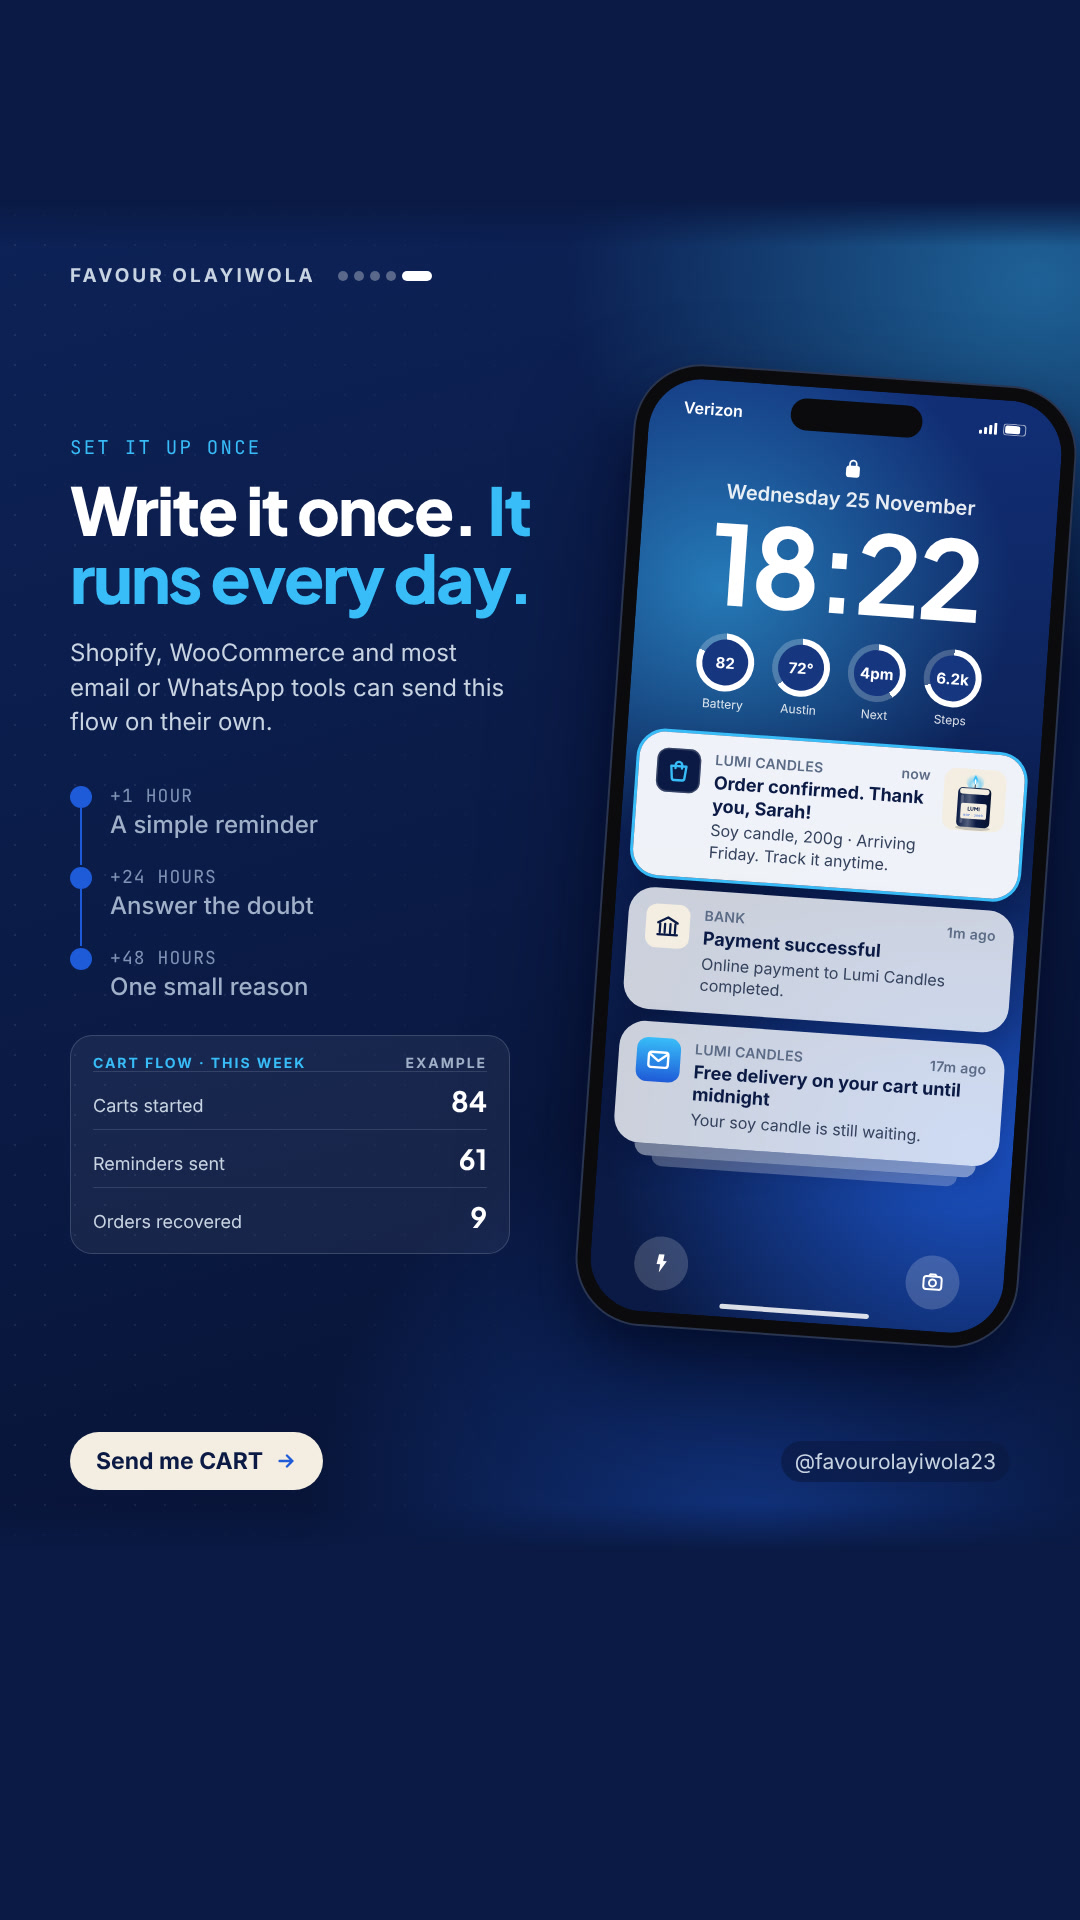 FAVOUR OLAYIWOLA
SET IT UP ONCE
Write it once. It
runs every day.
Shopify, WooCommerce and most
email or WhatsApp tools can send this
flow on their own.
+1 HOUR
A simple reminder
+24 HOURS
Answer the doubt
+48 HOURS
One small reason
CART FLOW · THIS WEEK EXAMPLE
Carts started 84
Reminders sent 61
Orders recovered 9
Verizon
Wednesday 25 November
18:22
82 72° 4pm 6.2k
Battery Austin Next Steps
LUMI CANDLES now
Order confirmed. Thank
you, Sarah!
Soy candle, 200g · Arriving
Friday. Track it anytime.
LUMI
BANK 1m ago
Payment successful
Online payment to Lumi Candles
completed.
LUMI CANDLES 17m ago
Free delivery on your cart until
midnight
Your soy candle is still waiting.
Send me CART →
@favourolayiwola23